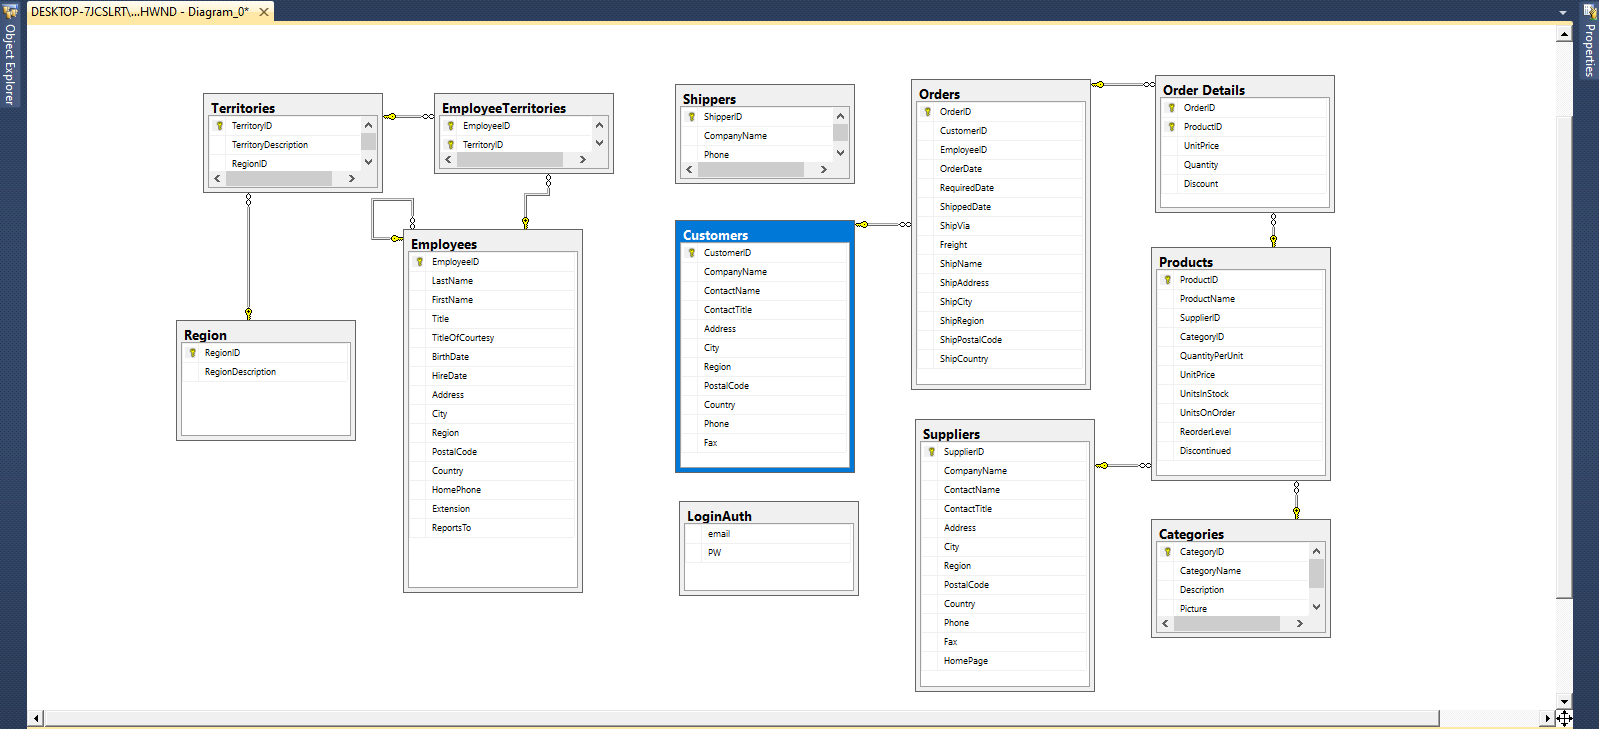 DESKTOP-7JCSLRT\...HWND - Diagram_0*
Object Explorer
Properties
Territories
TerritoryID
TerritoryDescription
RegionID
EmployeeTerritories
EmployeeID
TerritoryID
Region
RegionID
RegionDescription
Employees
EmployeeID
LastName
FirstName
Title
TitleOfCourtesy
BirthDate
HireDate
Address
City
Region
PostalCode
Country
HomePhone
Extension
ReportsTo
Shippers
ShipperID
CompanyName
Phone
Customers
CustomerID
CompanyName
ContactName
ContactTitle
Address
City
Region
PostalCode
Country
Phone
Fax
LoginAuth
email
PW
Orders
OrderID
CustomerID
EmployeeID
OrderDate
RequiredDate
ShippedDate
ShipVia
Freight
ShipName
ShipAddress
ShipCity
ShipRegion
ShipPostalCode
ShipCountry
Suppliers
SupplierID
CompanyName
ContactName
ContactTitle
Address
City
Region
PostalCode
Country
Phone
Fax
HomePage
Order Details
OrderID
ProductID
UnitPrice
Quantity
Discount
Products
ProductID
ProductName
SupplierID
CategoryID
QuantityPerUnit
UnitPrice
UnitsInStock
UnitsOnOrder
ReorderLevel
Discontinued
Categories
CategoryID
CategoryName
Description
Picture